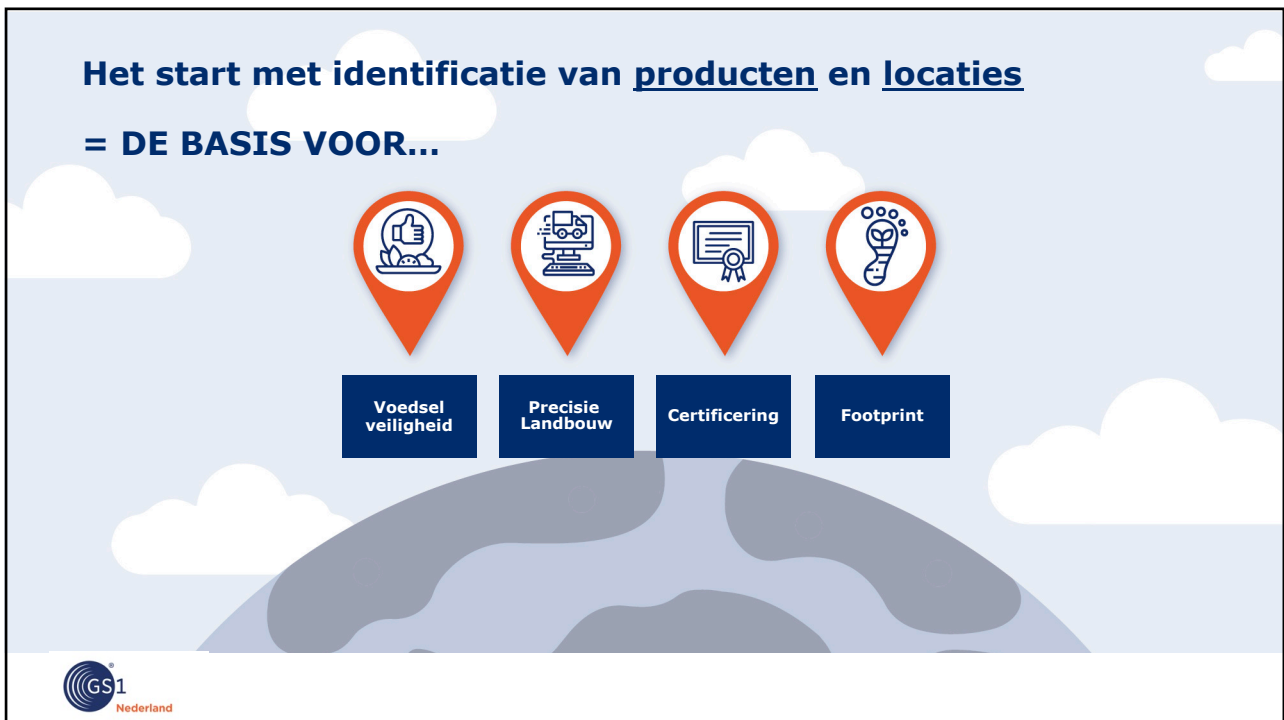 Het start met identificatie van producten en locaties
= DE BASIS VOOR...
Voedsel
veiligheid
Precisie
Landbouw
Certificering
Footprint
GS1
Nederland